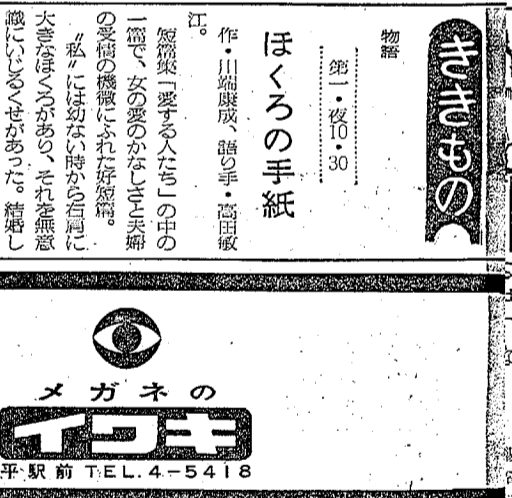 ききもの
物語
第一・夜10・30
ほくろの手紙
作・川端康成、語り手・高田敏
江。
短篇集「愛する人たち」の中の
一篇で、女の愛のかなしさと夫婦
の愛情の機微にふれた好短篇。
〝私〟には幼ない時から右肩に
大きなほくろがあり、それを無意
識にいじるくせがあった。結婚し
メガネの
イワキ
平駅前 TEL.4-5418